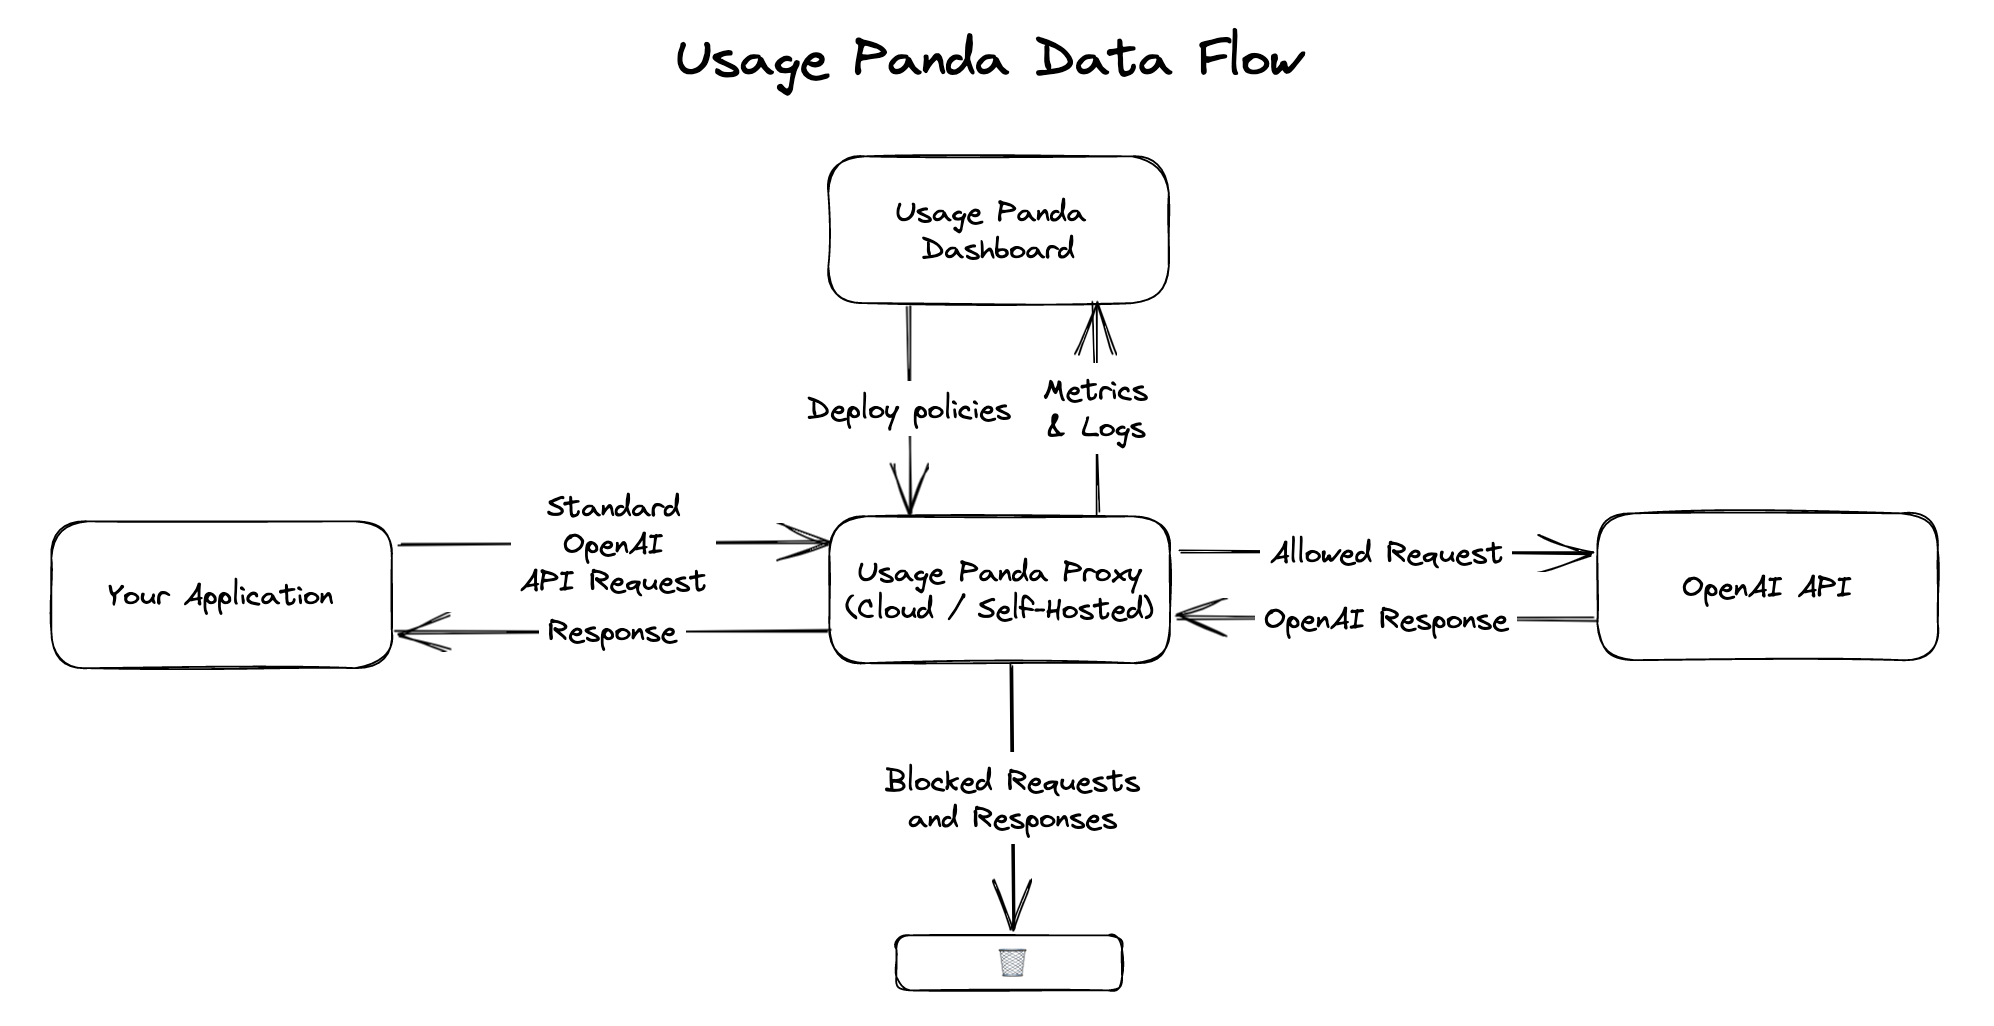 Usage Panda Data Flow
Usage Panda
Dashboard
Deploy policies
Metrics
& Logs
Standard
OpenAI
API Request
Your Application
Response
Usage Panda Proxy
(Cloud / Self-Hosted)
Allowed Request
OpenAI Response
OpenAI API
Blocked Requests
and Responses